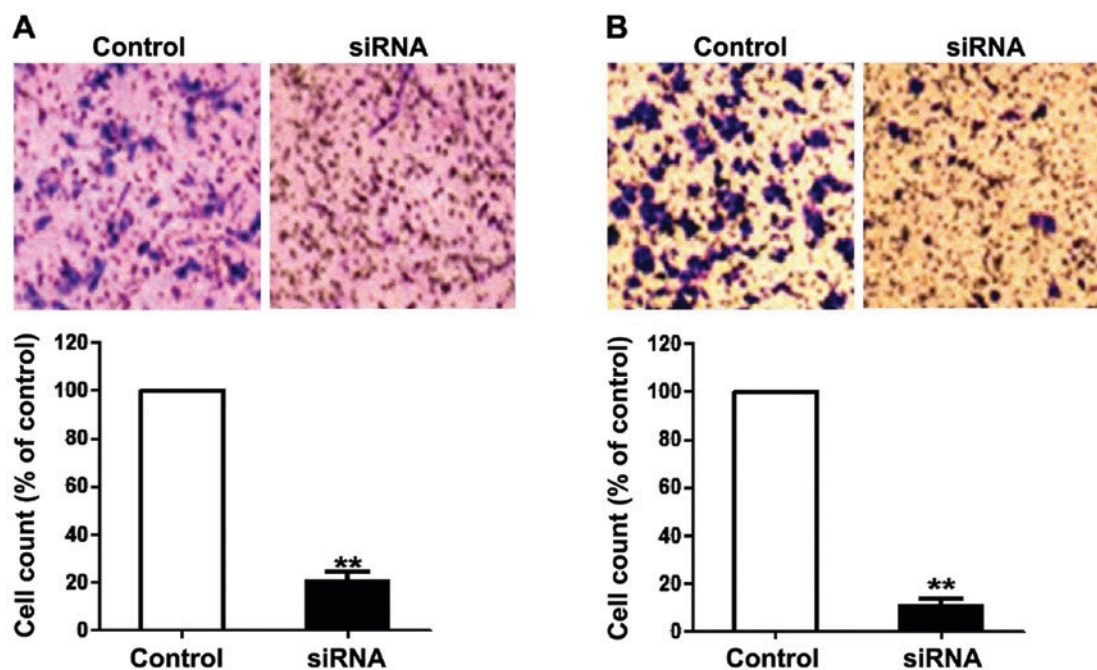 A
Control siRNA
Cell count (% of control)
120
100
80
60
40
20
0
**
Control siRNA
B
Control siRNA
Cell count (% of control)
120
100
80
60
40
20
0
**
Control siRNA